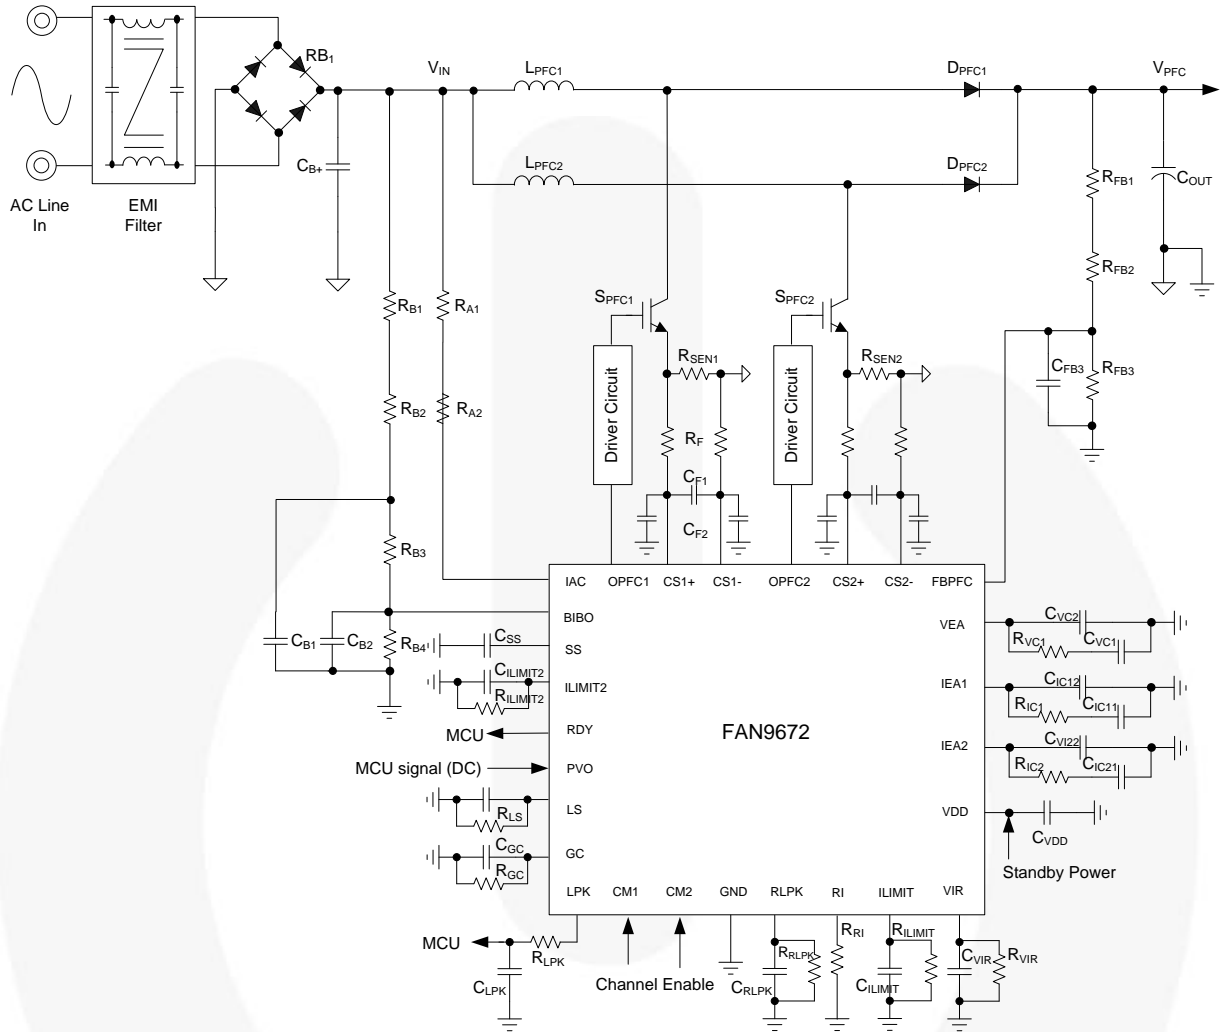 RB1
VIN
LPFC1
DPFC1
VPFC
CB+
LPFC2
DPFC2
RFB1
COUT
AC Line
In
EMI
Filter
RFB2
RB1
RA1
SPFC1
SPFC2
RSEN1
RSEN2
CFB3
RFB3
RB2
RA2
Driver Circuit
RF
Driver Circuit
CF1
CF2
RB3
IAC
OPFC1
CS1+
CS1-
OPFC2
CS2+
CS2-
FBPFC
BIBO
VEA
CVC2
CB1
CB2
RB4
CSS
SS
RVC1
CVC1
CILIMIT2
RILIMIT2
ILIMIT2
IEA1
CIC12
RIC1
CIC11
MCU
RDY
FAN9672
IEA2
CVI22
MCU signal (DC)
PVO
RIC2
CIC21
RLS
LS
VDD
CVDD
CGC
GC
RGC
Standby Power
LPK
CM1
CM2
GND
RLPK
RI
ILIMIT
VIR
MCU
RLPK
CLPK
Channel Enable
RRLPK
CRLPK
RRI
RILIMIT
CILIMIT
CVIR
RVIR